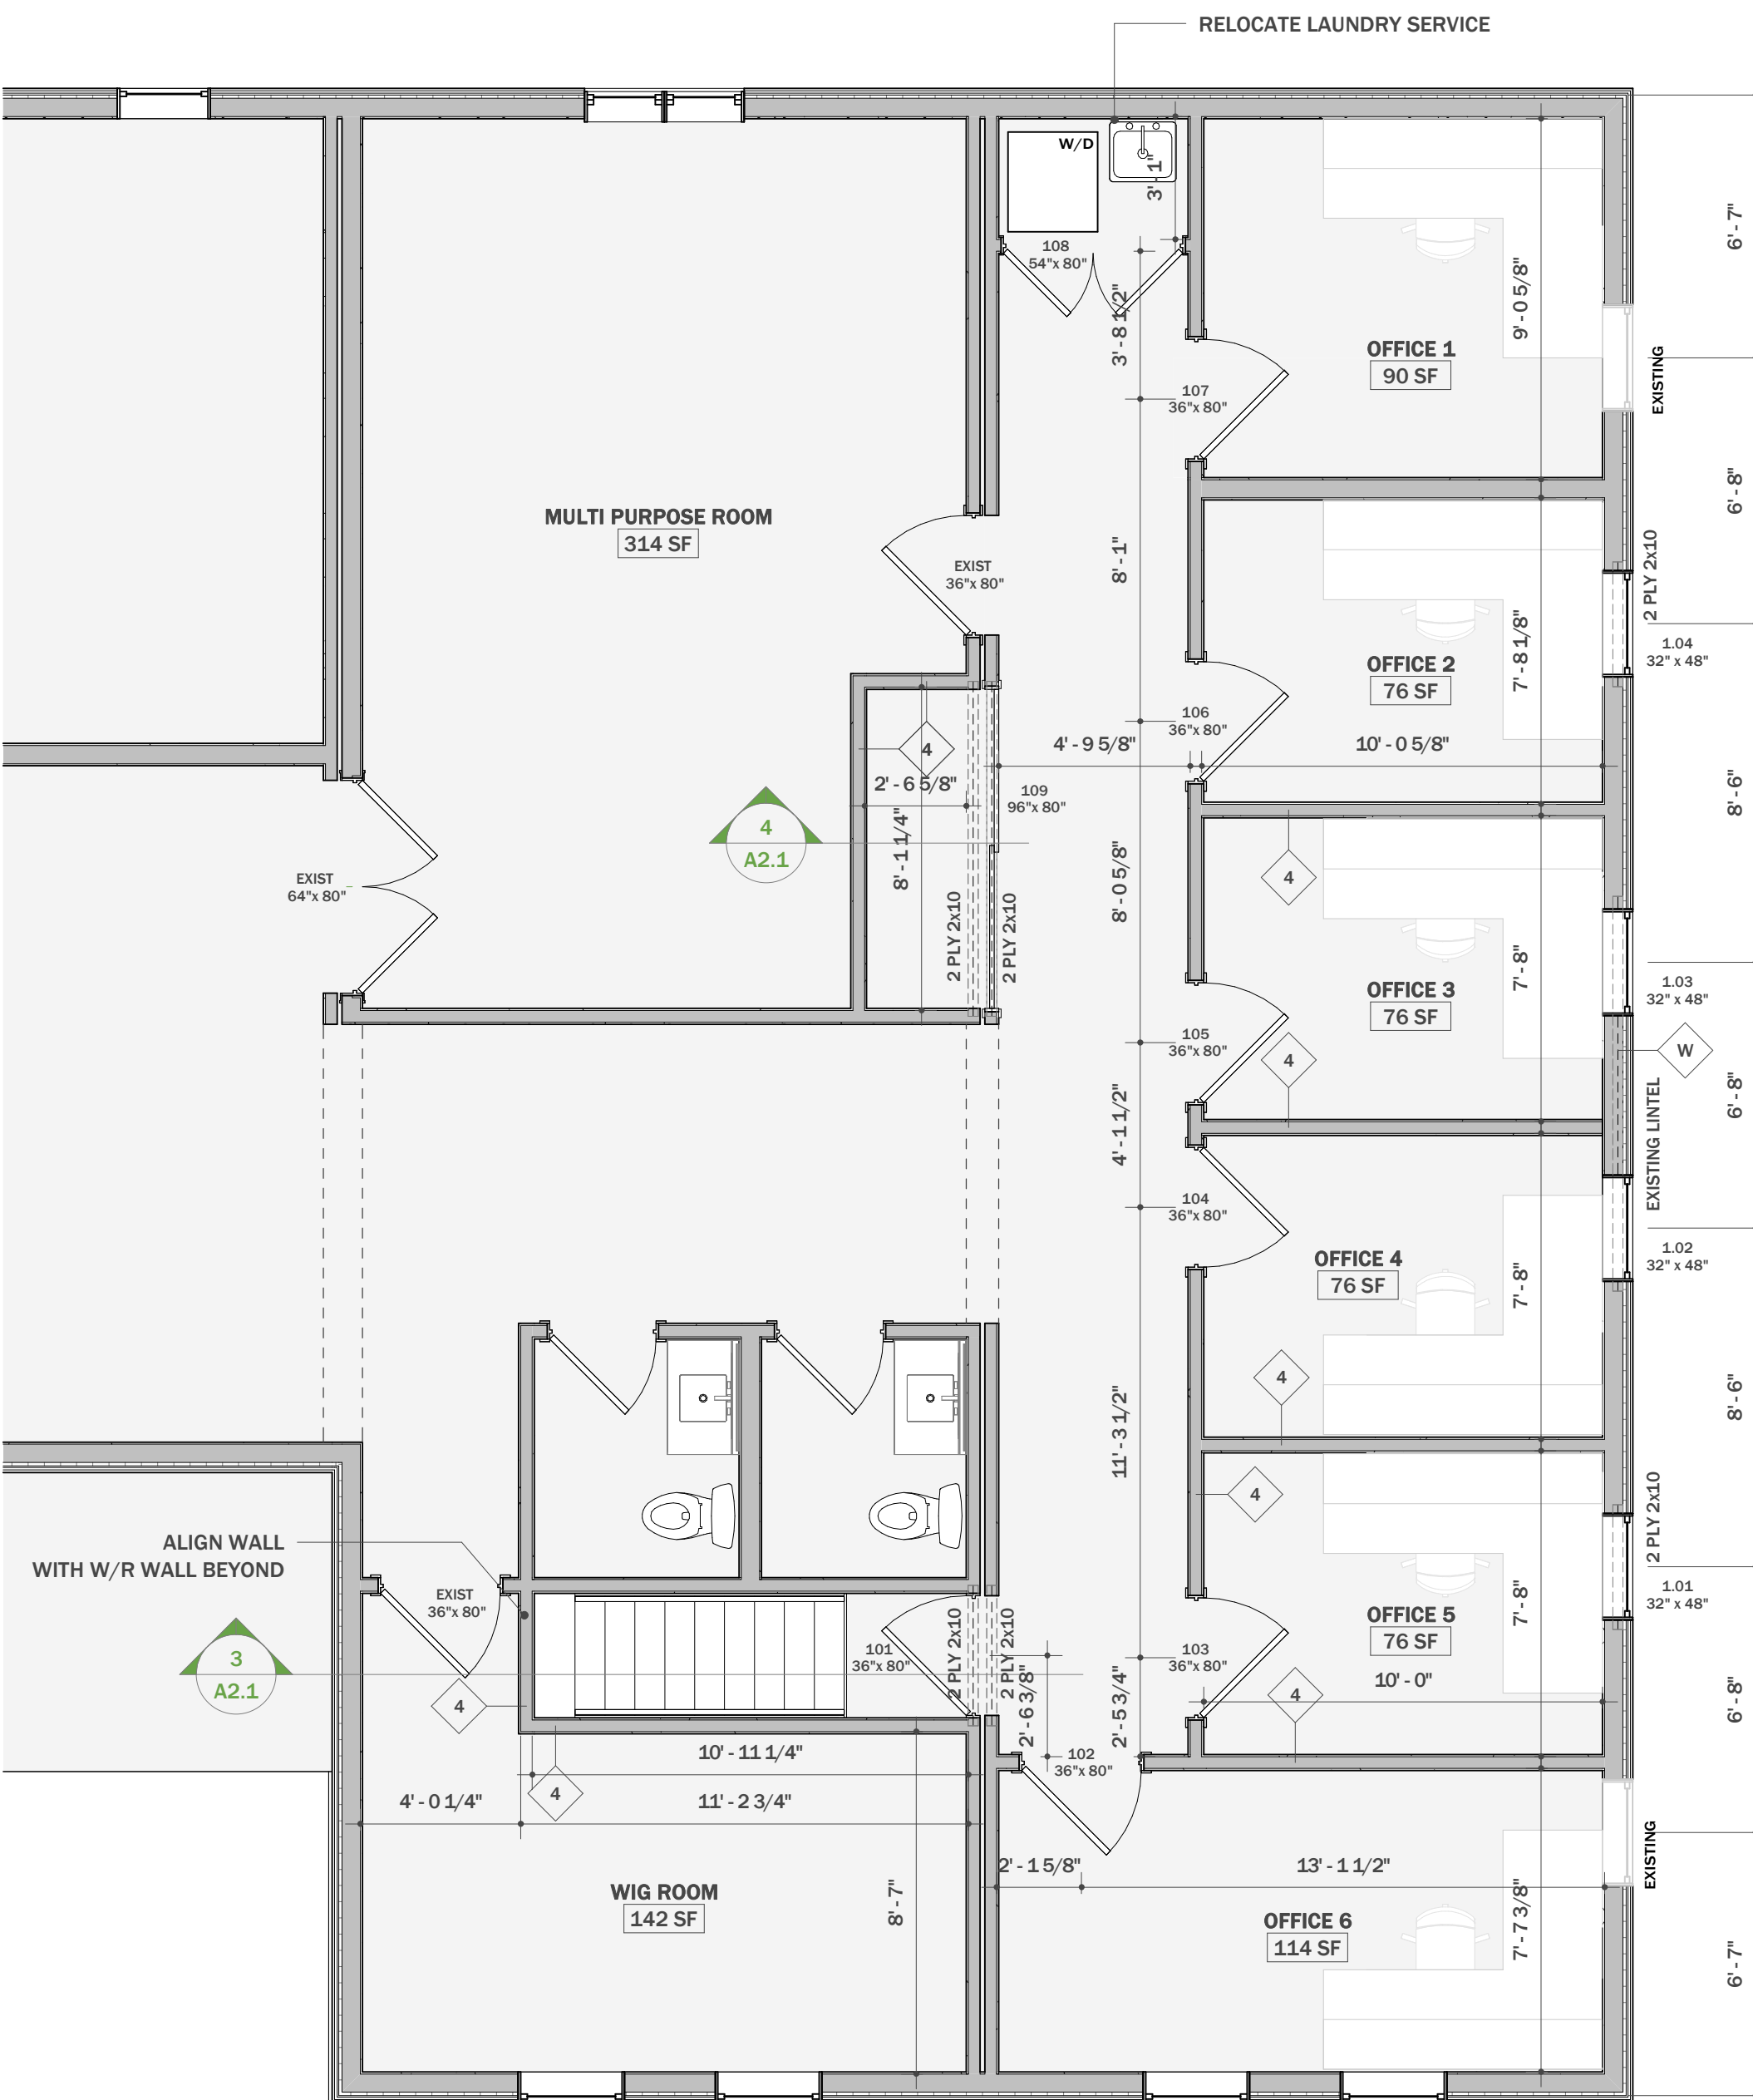 RELOCATE LAUNDRY SERVICE
W/D
3' - 1"
108
54"x 80"
3' - 8 1/2"
9' - 0 5/8"
6' - 7"
OFFICE 1
90 SF
EXISTING
107
36"x 80"
6' - 8"
MULTI PURPOSE ROOM
314 SF
EXIST
36"x 80"
8' - 1"
2 PLY 2x10
OFFICE 2
76 SF
7' - 8 1/8"
1.04
32" x 48"
106
36"x 80"
4
4' - 9 5/8"
10' - 0 5/8"
2' - 6 5/8"
109
96"x 80"
8' - 6"
4
A2.1
8' - 1 1/4"
8' - 0 5/8"
4
EXIST
64"x 80"
2 PLY 2x10
2 PLY 2x10
7' - 8"
OFFICE 3
76 SF
1.03
32" x 48"
105
36"x 80"
4
W
6' - 8"
4' - 1 1/2"
EXISTING LINTEL
104
36"x 80"
OFFICE 4
76 SF
7' - 8"
1.02
32" x 48"
4
8' - 6"
11' - 3 1/2"
4
2 PLY 2x10
ALIGN WALL
WITH W/R WALL BEYOND
EXIST
36"x 80"
1.01
32" x 48"
7' - 8"
OFFICE 5
76 SF
101
36"x 80"
2 PLY 2x10
2 PLY 2x10
103
36"x 80"
3
A2.1
4
2' - 6 3/8"
2' - 5 3/4"
10' - 0"
4
6' - 8"
10' - 11 1/4"
102
36"x 80"
4
4' - 0 1/4"
11' - 2 3/4"
EXISTING
2' - 1 5/8"
13' - 1 1/2"
WIG ROOM
142 SF
8' - 7"
OFFICE 6
114 SF
7' - 7 3/8"
6' - 7"